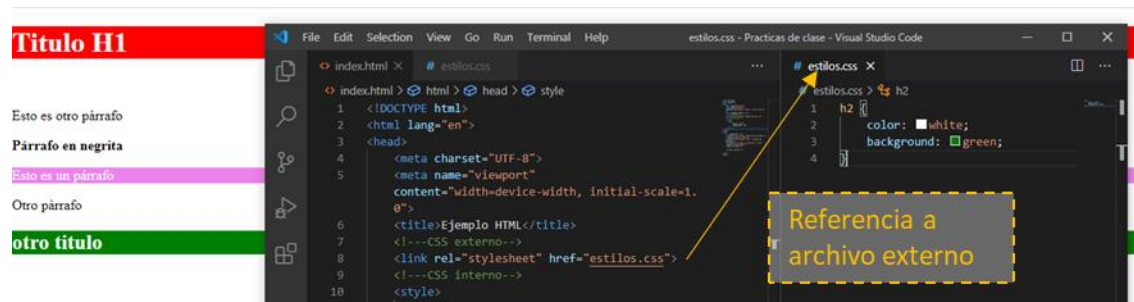 Titulo H1
Esto es otro párrafo
Párrafo en negrita
Esto es un párrafo
Otro párrafo
otro titulo
File Edit Selection View Go Run Terminal Help
estilos.css - Practicas de clase - Visual Studio Code
index.html
# estilos.css
index.html > html > head > style
1 <!DOCTYPE html>
2 <html lang="en">
3 <head>
4 <meta charset="UTF-8">
5 <meta name="viewport"
content="width=device-width, initial-scale=1.
0">
6 <title>Ejemplo HTML</title>
7 <!---CSS externo-->
8 <link rel="stylesheet" href="estilos.css">
9 <!---CSS interno-->
10 <style>
# estilos.css
# estilos.css > h2
1 h2 {
2 color: white;
3 background: green;
4 }
Referencia a
archivo externo